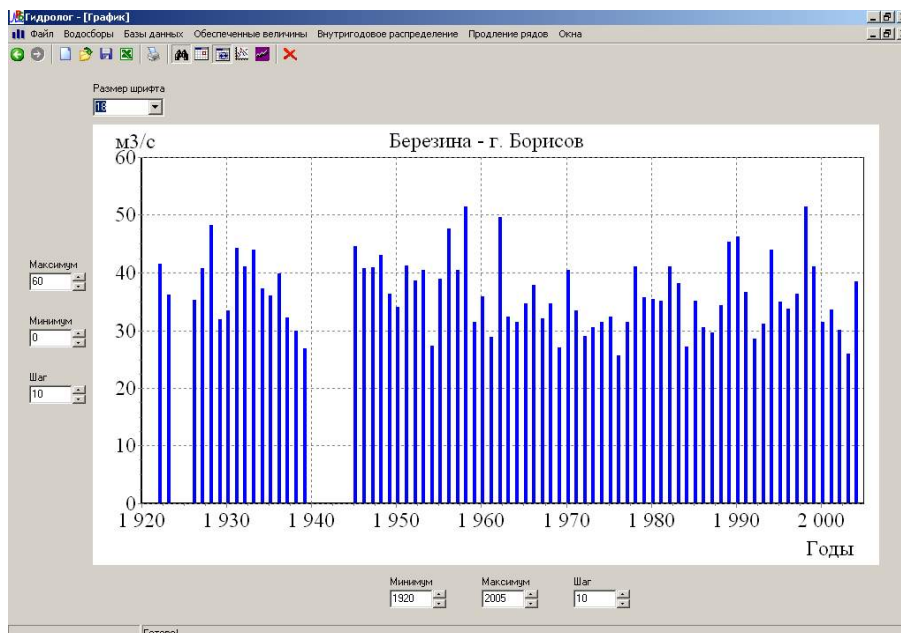 Гидролог - [График]
Файл Водосборы Базы данных Обеспеченные величины Внутригодовое распределение Продление рядов Окна
Размер шрифта
18
м3/с
Березина - г. Борисов
60
50
40
30
20
10
0
1 920 1 930 1 940 1 950 1 960 1 970 1 980 1 990 2 000
Годы
Максимум
60
Минимум
0
Шаг
10
Минимум Максимум Шаг
1920 2005 10
Готово!